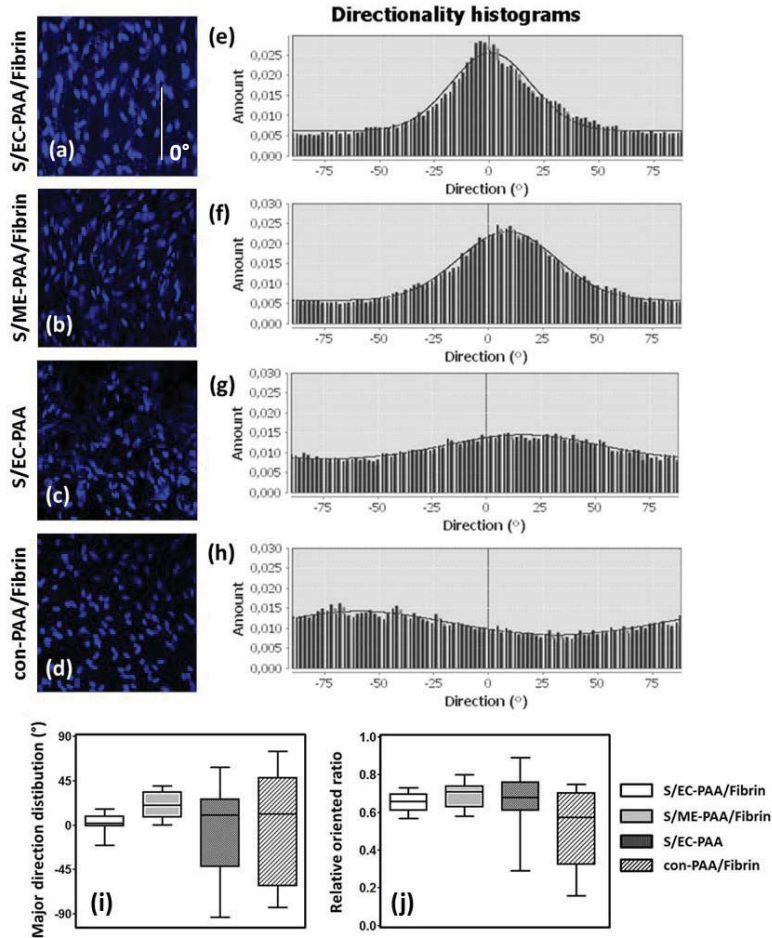 Directionality histograms
S/EC-PAA/Fibrin
(a)
0°
(e)
Amount
0,025
0,020
0,015
0,010
0,005
0,000
-75 -50 -25 0 25 50 75
Direction (°)
S/ME-PAA/Fibrin
(b)
(f)
Amount
0,030
0,025
0,020
0,015
0,010
0,005
0,000
-75 -50 -25 0 25 50 75
Direction (°)
S/EC-PAA
(c)
(g)
Amount
0,030
0,025
0,020
0,015
0,010
0,005
0,000
-75 -50 -25 0 25 50 75
Direction (°)
con-PAA/Fibrin
(d)
(h)
Amount
0,030
0,025
0,020
0,015
0,010
0,005
0,000
-75 -50 -25 0 25 50 75
Direction (°)
Major direction distibution (°)
90
45
0
-45
-90
(i)
Relative oriented ratio
1.0
0.8
0.6
0.4
0.2
0.0
(j)
S/EC-PAA/Fibrin
S/ME-PAA/Fibrin
S/EC-PAA
con-PAA/Fibrin